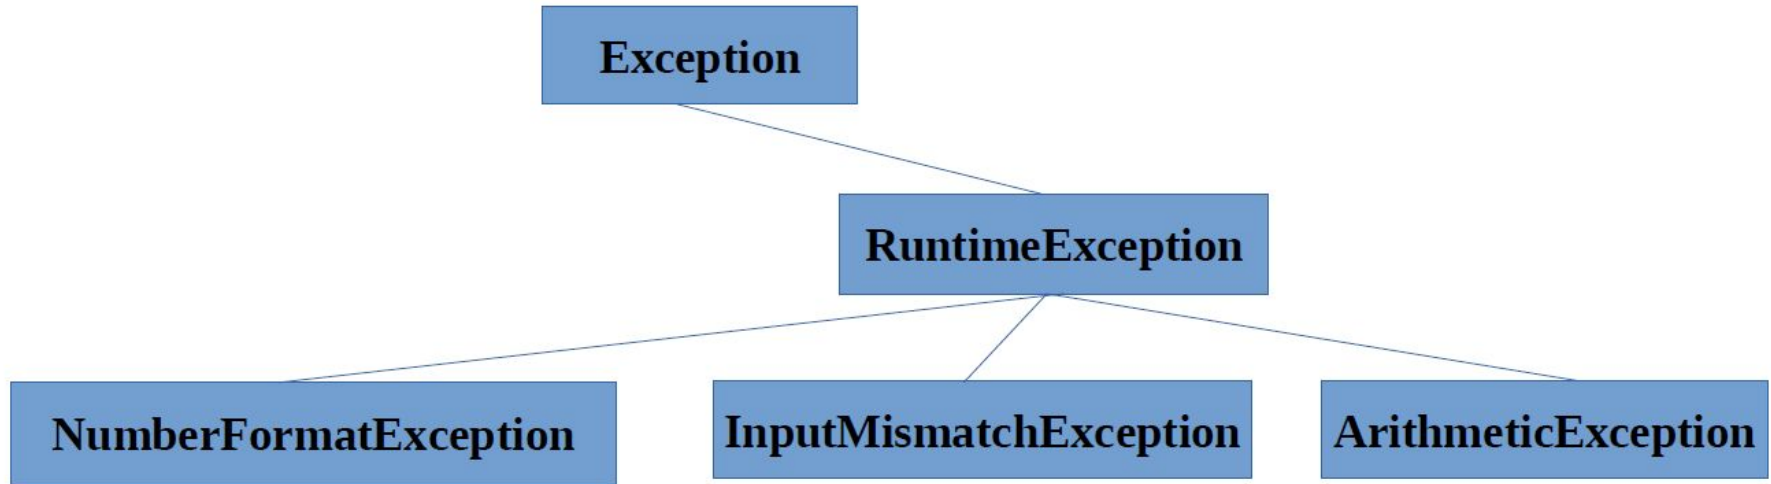 Exception
RuntimeException
NumberFormatException
InputMismatchException
ArithmeticException